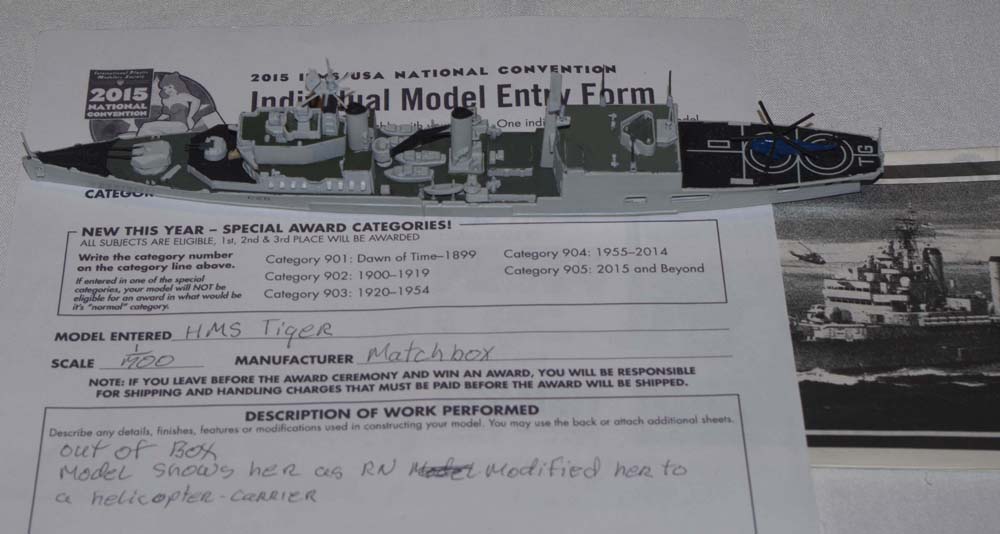 International Plastic
Modelers Society
2015
NATIONAL
CONVENTION
2015 IPMS/USA NATIONAL CONVENTION
Individual Model Entry Form
One
TG
NEW THIS YEAR – SPECIAL AWARD CATEGORIES!
ALL SUBJECTS ARE ELIGIBLE, 1st, 2nd & 3rd PLACE WILL BE AWARDED
Write the category number
on the category line above.
If entered in one of the special
categories, your model will NOT be
eligible for an award in what would be
it's "normal" category.
Category 901: Dawn of Time–1899
Category 902: 1900–1919
Category 903: 1920–1954
Category 904: 1955–2014
Category 905: 2015 and Beyond
MODEL ENTERED HMS Tiger
SCALE 1/700 MANUFACTURER Matchbox
NOTE: IF YOU LEAVE BEFORE THE AWARD CEREMONY AND WIN AN AWARD, YOU WILL BE RESPONSIBLE
FOR SHIPPING AND HANDLING CHARGES THAT MUST BE PAID BEFORE THE AWARD WILL BE SHIPPED.
DESCRIPTION OF WORK PERFORMED
Describe any details, finishes, features or modifications used in constructing your model. You may use the back or attach additional sheets.
out of Box
Model shows her as RN Modified her to
a helicopter-carrier